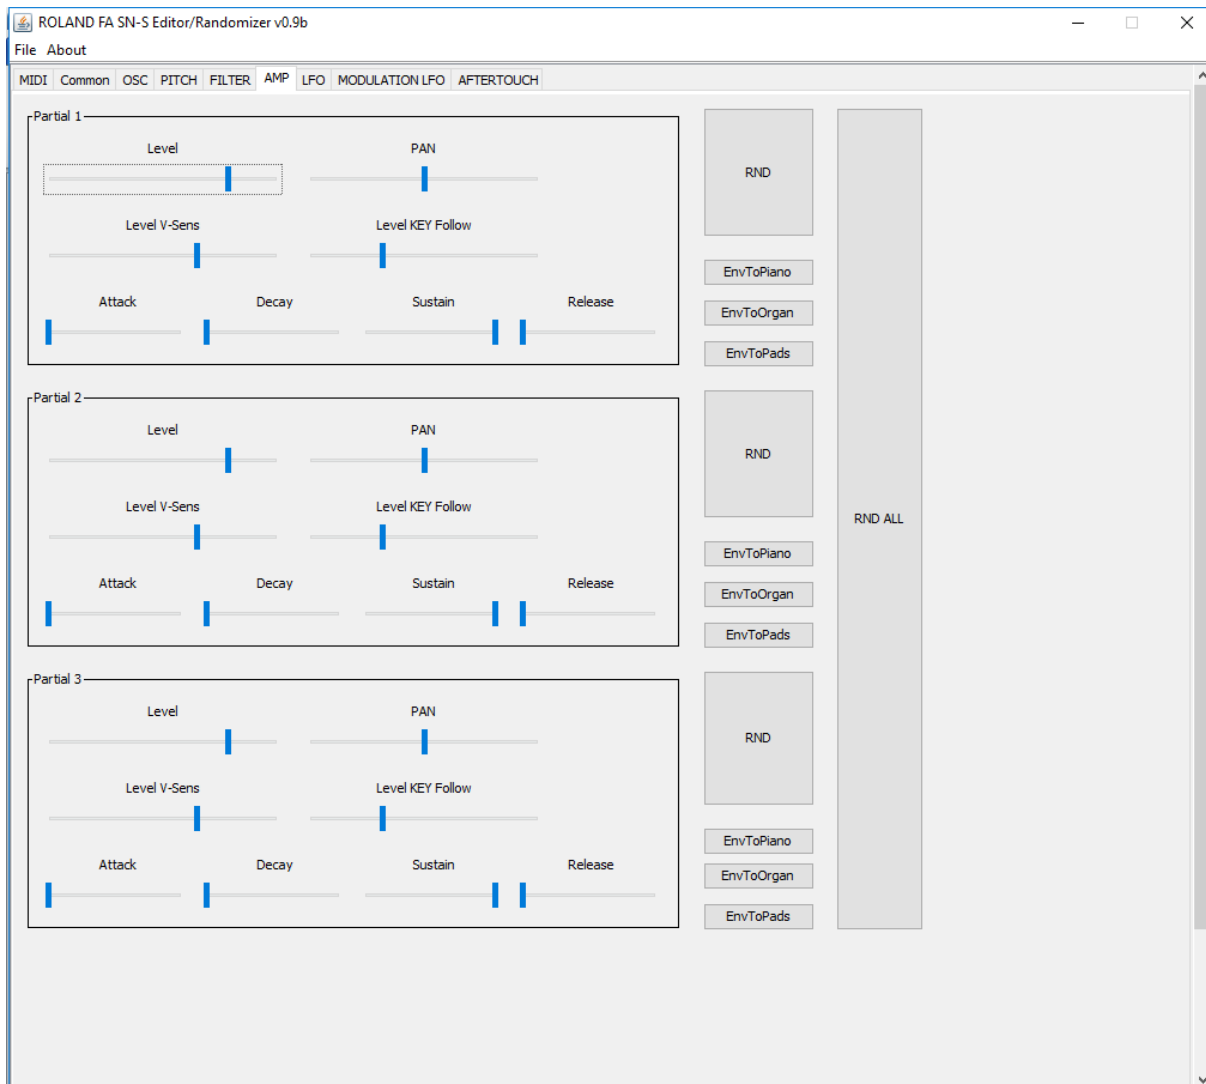 ROLAND FA SN-S Editor/Randomizer v0.9b
File About
MIDI Common OSC PITCH FILTER AMP LFO MODULATION LFO AFTERTOUCH
Partial 1
Level PAN
Level V-Sens Level KEY Follow
Attack Decay Sustain Release
RND
EnvToPiano
EnvToOrgan
EnvToPads
Partial 2
Level PAN
Level V-Sens Level KEY Follow
Attack Decay Sustain Release
RND
EnvToPiano
EnvToOrgan
EnvToPads
Partial 3
Level PAN
Level V-Sens Level KEY Follow
Attack Decay Sustain Release
RND
EnvToPiano
EnvToOrgan
EnvToPads
RND ALL